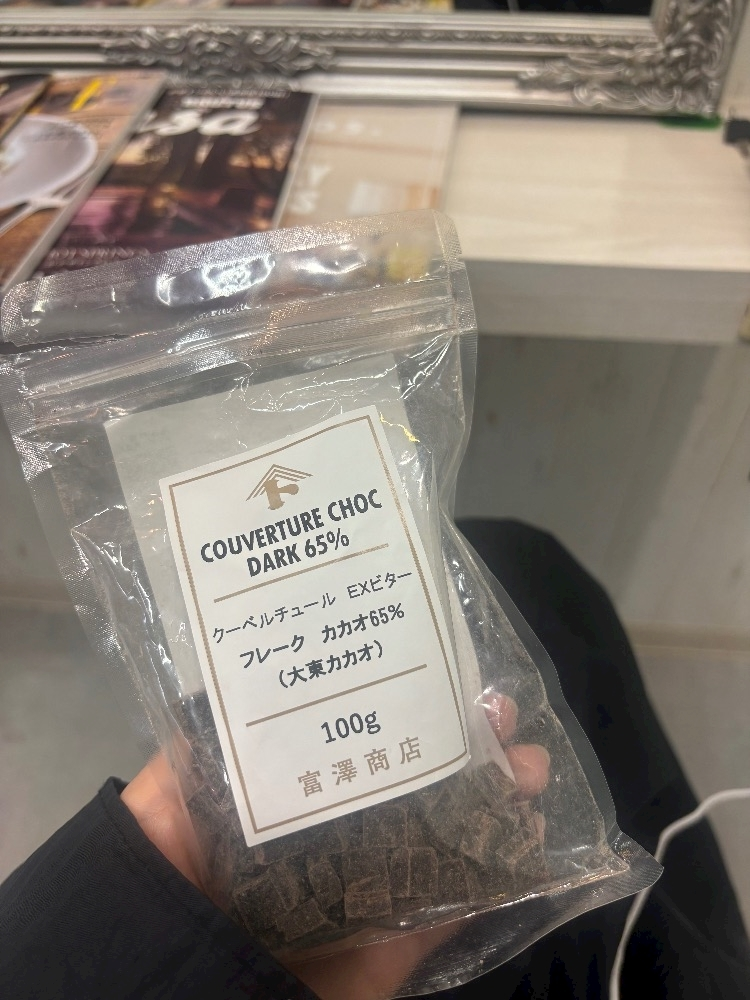 COUVERTURE CHOC
DARK 65%
クーベルチュール EXビター
フレーク カカオ65%
(大東カカオ)
100g
富澤商店